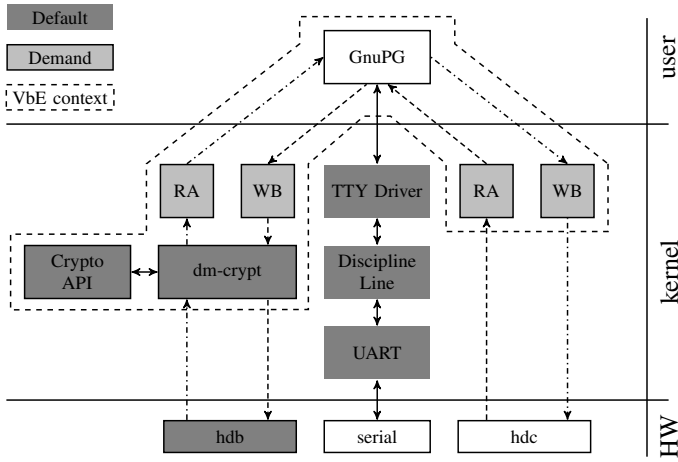 Default
Demand
VbE context
GnuPG
user
RA
WB
TTY Driver
RA
WB
Crypto
API
dm-crypt
Discipline
Line
kernel
UART
hdb
serial
hdc
HW